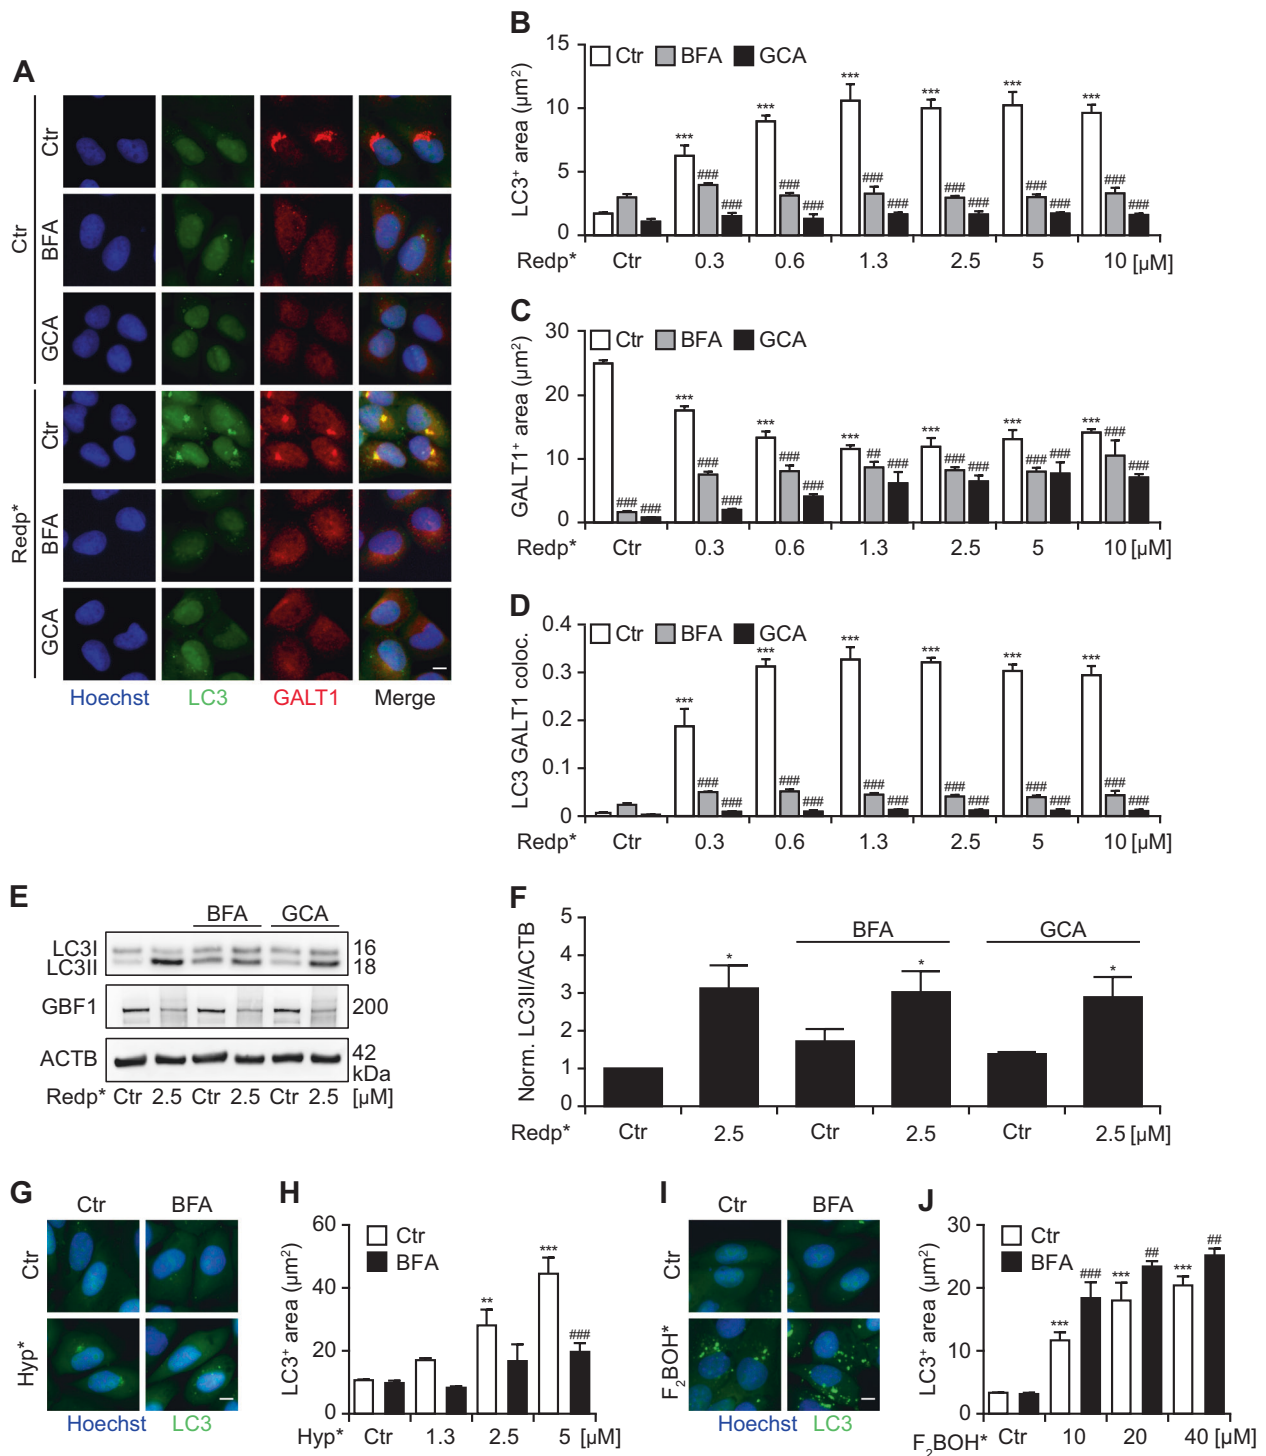 A
Ctr
BFA
GCA
Ctr
BFA
GCA
Ctr
Redp*
Hoechst LC3 GALT1 Merge
B
LC3⁺ area (µm²)
15
10
5
0
Ctr BFA GCA
*** *** *** *** *** ***
### ### ### ### ### ###
### ### ### ### ### ###
Redp* Ctr 0.3 0.6 1.3 2.5 5 10 [µM]
C
GALT1⁺ area (µm²)
30
20
10
0
Ctr BFA GCA
*** *** *** *** *** ***
### ### ### ## ### ### ###
### ### ### ### ### ### ###
Redp* Ctr 0.3 0.6 1.3 2.5 5 10 [µM]
D
LC3 GALT1 coloc.
0.4
0.3
0.2
0.1
0
Ctr BFA GCA
*** *** *** *** *** ***
### ### ### ### ### ###
### ### ### ### ### ###
Redp* Ctr 0.3 0.6 1.3 2.5 5 10 [µM]
E
BFA GCA
LC3I 16
LC3II 18
GBF1 200
ACTB 42
kDa
Redp* Ctr 2.5 Ctr 2.5 Ctr 2.5 [µM]
F
Norm. LC3II/ACTB
5
4
3
2
1
0
BFA GCA
* * *
Redp* Ctr 2.5 Ctr 2.5 Ctr 2.5 [µM]
G
Ctr BFA
Ctr
Hyp*
Hoechst LC3
H
LC3⁺ area (µm²)
60
40
20
0
Ctr
BFA
** ***
###
Hyp* Ctr 1.3 2.5 5 [µM]
I
Ctr BFA
Ctr
F₂BOH*
Hoechst LC3
J
LC3⁺ area (µm²)
30
20
10
0
Ctr
BFA
*** *** ***
### ## ##
F₂BOH* Ctr 10 20 40 [µM]